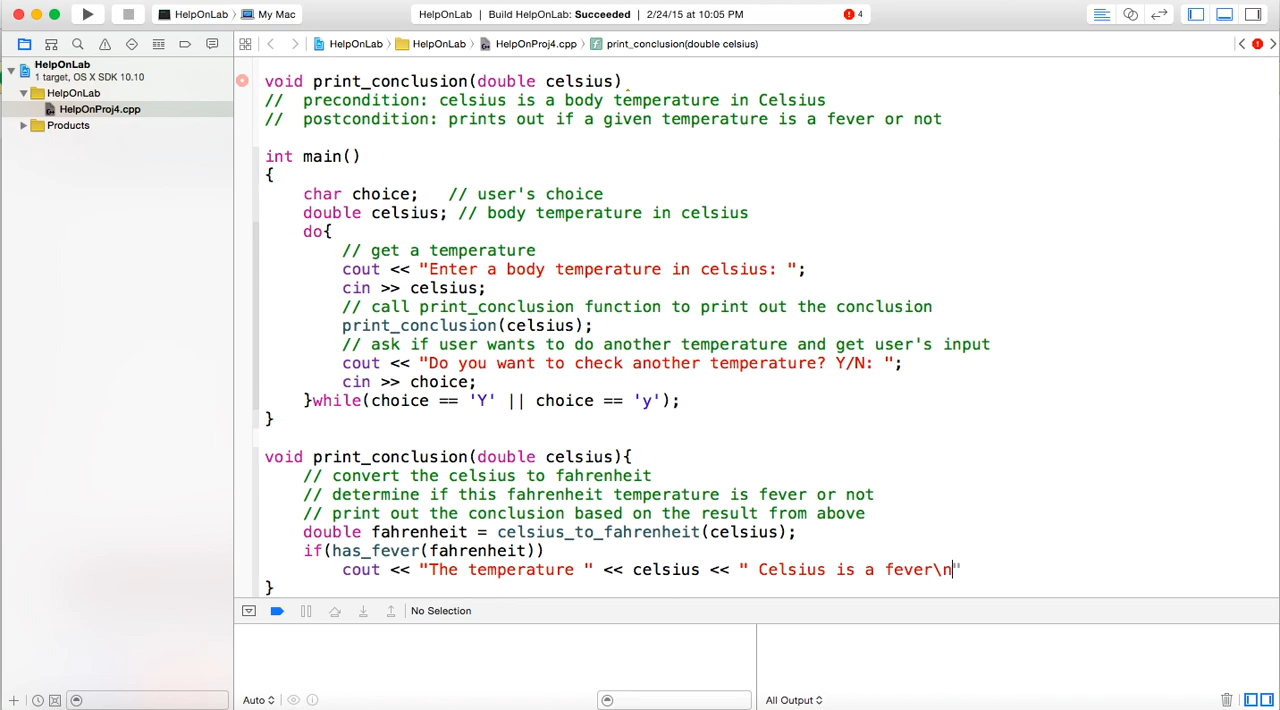 HelpOnLab 〉 My Mac
HelpOnLab | Build HelpOnLab: Succeeded | 2/24/15 at 10:05 PM
4
HelpOnLab 〉 HelpOnLab 〉 HelpOnProj4.cpp 〉 f print_conclusion(double celsius)
HelpOnLab
1 target, OS X SDK 10.10
HelpOnLab
HelpOnProj4.cpp
Products
void print_conclusion(double celsius)
//  precondition: celsius is a body temperature in Celsius
//  postcondition: prints out if a given temperature is a fever or not
int main()
{
    char choice;   // user's choice
    double celsius; // body temperature in celsius
    do{
        // get a temperature
        cout << "Enter a body temperature in celsius: ";
        cin >> celsius;
        // call print_conclusion function to print out the conclusion
        print_conclusion(celsius);
        // ask if user wants to do another temperature and get user's input
        cout << "Do you want to check another temperature? Y/N: ";
        cin >> choice;
    }while(choice == 'Y' || choice == 'y');
}
void print_conclusion(double celsius){
    // convert the celsius to fahrenheit
    // determine if this fahrenheit temperature is fever or not
    // print out the conclusion based on the result from above
    double fahrenheit = celsius_to_fahrenheit(celsius);
    if(has_fever(fahrenheit))
        cout << "The temperature " << celsius << " Celsius is a fever\n"
}
No Selection
Auto
All Output